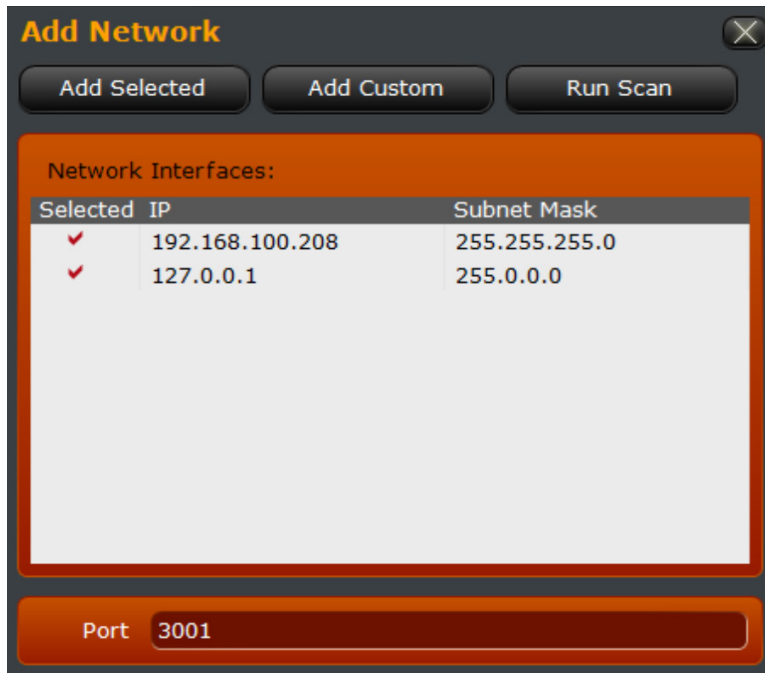 Add Network
Add Selected Add Custom Run Scan
Network Interfaces:
Selected IP Subnet Mask
192.168.100.208 255.255.255.0
127.0.0.1 255.0.0.0
Port 3001